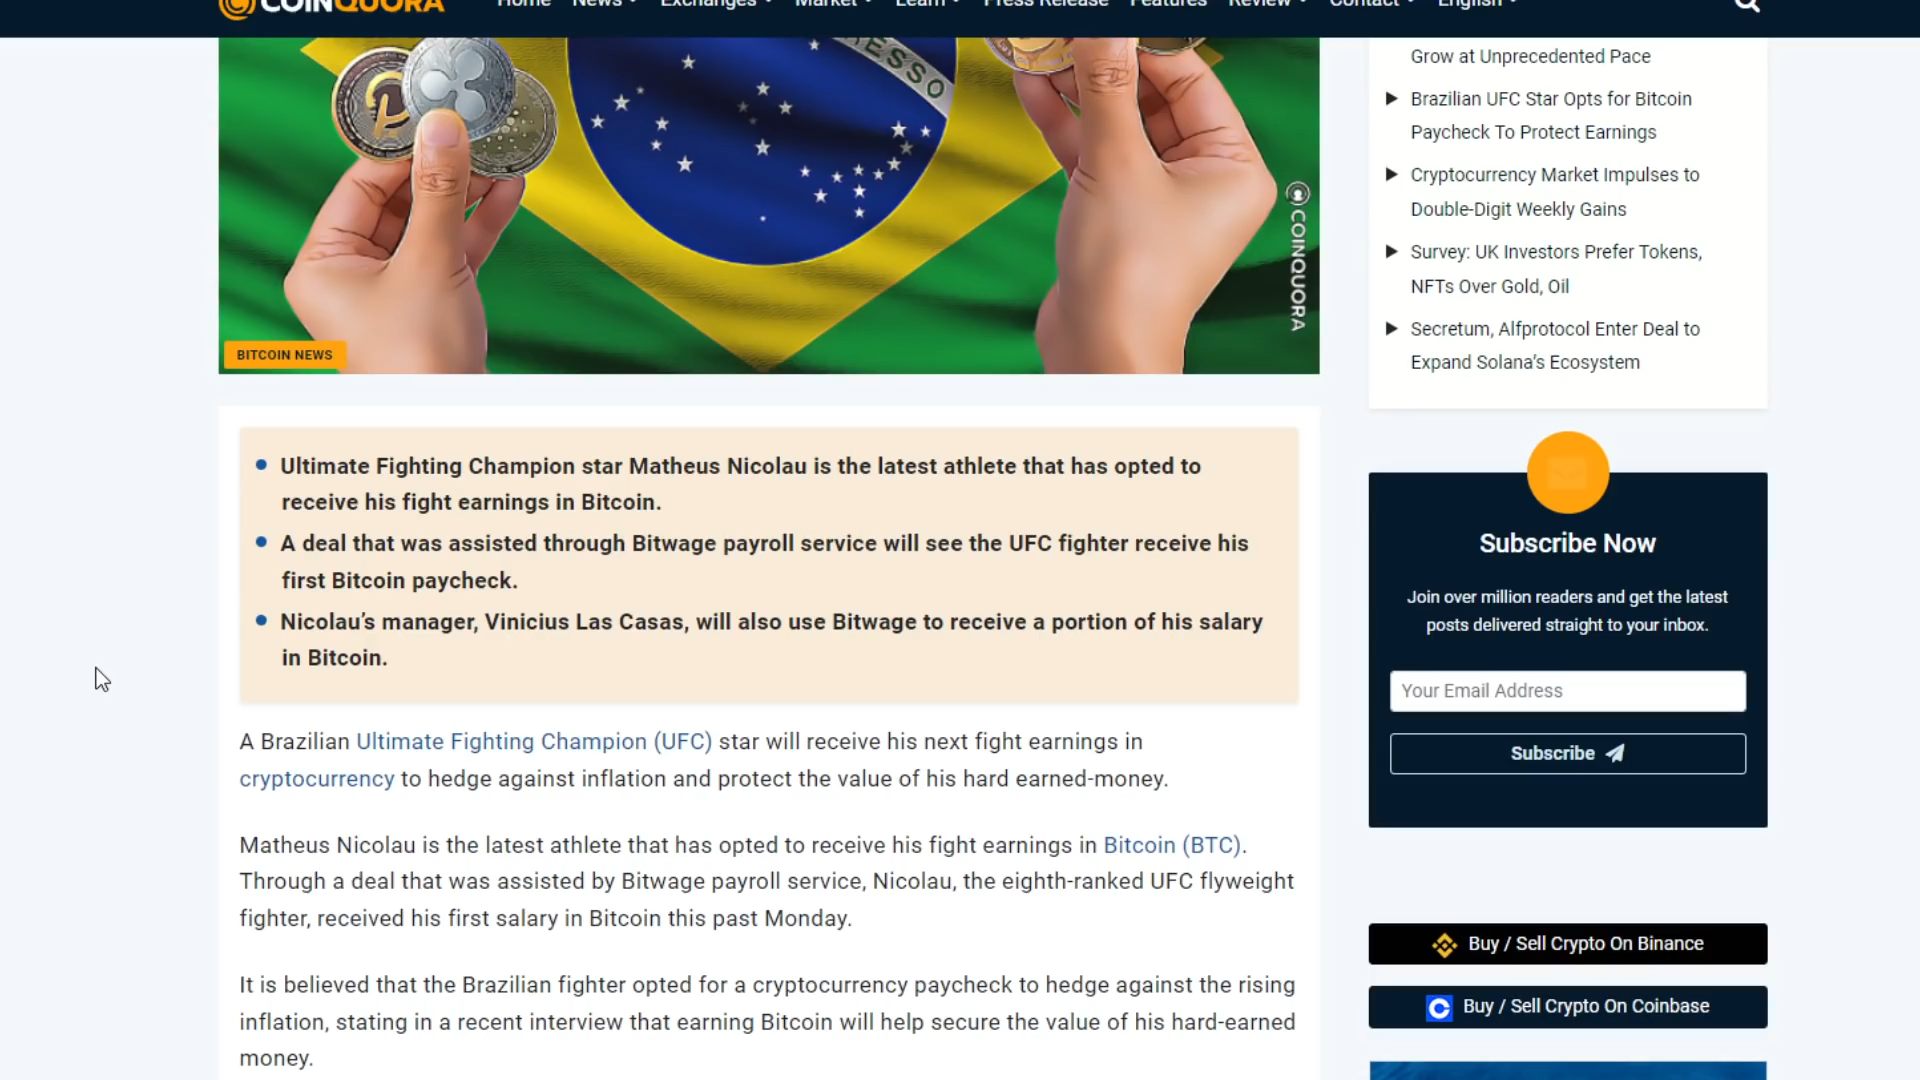 COINQUORA
Home News Exchanges Market Learn Press Release Features Review Contact English
ESSO
COINQUORA
BITCOIN NEWS
Grow at Unprecedented Pace
Brazilian UFC Star Opts for Bitcoin
Paycheck To Protect Earnings
Cryptocurrency Market Impulses to
Double-Digit Weekly Gains
Survey: UK Investors Prefer Tokens,
NFTs Over Gold, Oil
Secretum, Alfprotocol Enter Deal to
Expand Solana's Ecosystem
Ultimate Fighting Champion star Matheus Nicolau is the latest athlete that has opted to
receive his fight earnings in Bitcoin.
A deal that was assisted through Bitwage payroll service will see the UFC fighter receive his
first Bitcoin paycheck.
Nicolau’s manager, Vinicius Las Casas, will also use Bitwage to receive a portion of his salary
in Bitcoin.
A Brazilian Ultimate Fighting Champion (UFC) star will receive his next fight earnings in
cryptocurrency to hedge against inflation and protect the value of his hard earned-money.
Matheus Nicolau is the latest athlete that has opted to receive his fight earnings in Bitcoin (BTC).
Through a deal that was assisted by Bitwage payroll service, Nicolau, the eighth-ranked UFC flyweight
fighter, received his first salary in Bitcoin this past Monday.
It is believed that the Brazilian fighter opted for a cryptocurrency paycheck to hedge against the rising
inflation, stating in a recent interview that earning Bitcoin will help secure the value of his hard-earned
money.
Subscribe Now
Join over million readers and get the latest
posts delivered straight to your inbox.
Your Email Address
Subscribe
Buy / Sell Crypto On Binance
Buy / Sell Crypto On Coinbase